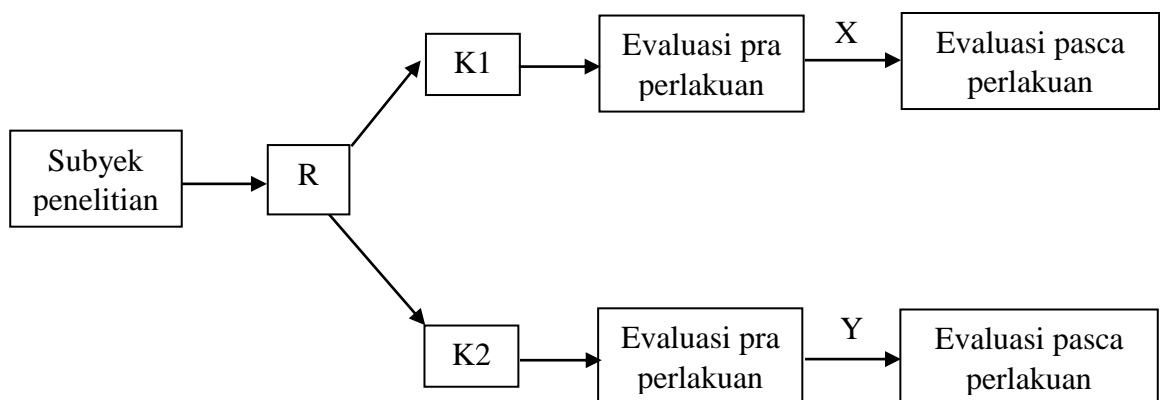 Subyek
penelitian
R
K1
Evaluasi pra
perlakuan
X
Evaluasi pasca
perlakuan
K2
Evaluasi pra
perlakuan
Y
Evaluasi pasca
perlakuan